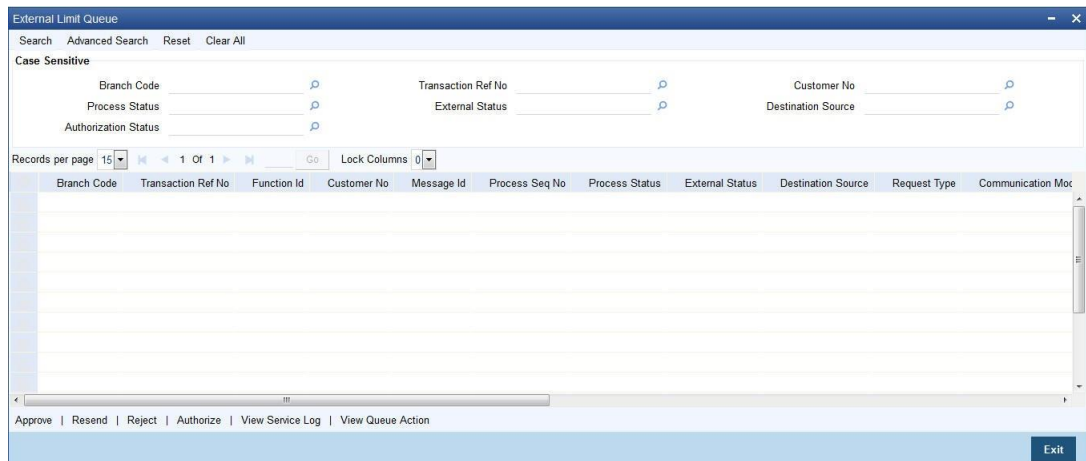 External Limit Queue
Search Advanced Search Reset Clear All
Case Sensitive
Branch Code Transaction Ref No Customer No
Process Status External Status Destination Source
Authorization Status
Records per page 15 1 Of 1 Go Lock Columns 0
Branch Code Transaction Ref No Function Id Customer No Message Id Process Seq No Process Status External Status Destination Source Request Type Communication Mod
Approve | Resend | Reject | Authorize | View Service Log | View Queue Action
Exit